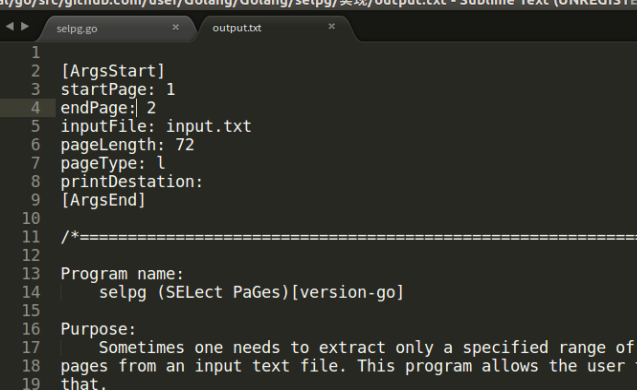 al/go/src/github.com/user/Golang/Golang/selpg/实现/output.txt - Sublime Text (UNREGISTE
selpg.go × output.txt ×
1
2 [ArgsStart]
3 startPage: 1
4 endPage: 2
5 inputFile: input.txt
6 pageLength: 72
7 pageType: l
8 printDestation:
9 [ArgsEnd]
10
11 /*===========================================================
12
13 Program name:
14 selpg (SELect PaGes)[version-go]
15
16 Purpose:
17 Sometimes one needs to extract only a specified range of
18 pages from an input text file. This program allows the user
19 that.